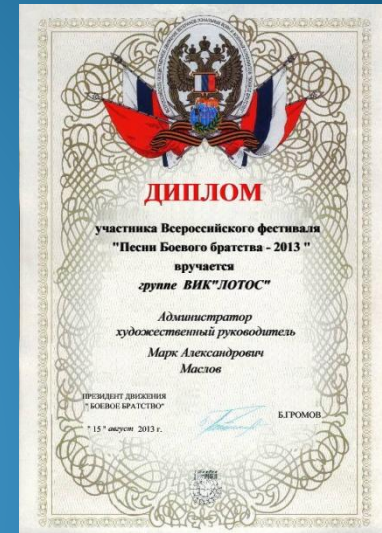 ДИПЛОМ
участника Всероссийского фестиваля
"Песни Боевого братства - 2013 "
вручается
группе ВИК"ЛОТОС"
Администратор
художественный руководитель
Марк Александрович
Маслов
ПРЕЗИДЕНТ ДВИЖЕНИЯ
" БОЕВОЕ БРАТСТВО"
Б.ГРОМОВ
" 15 " август 2013 г.